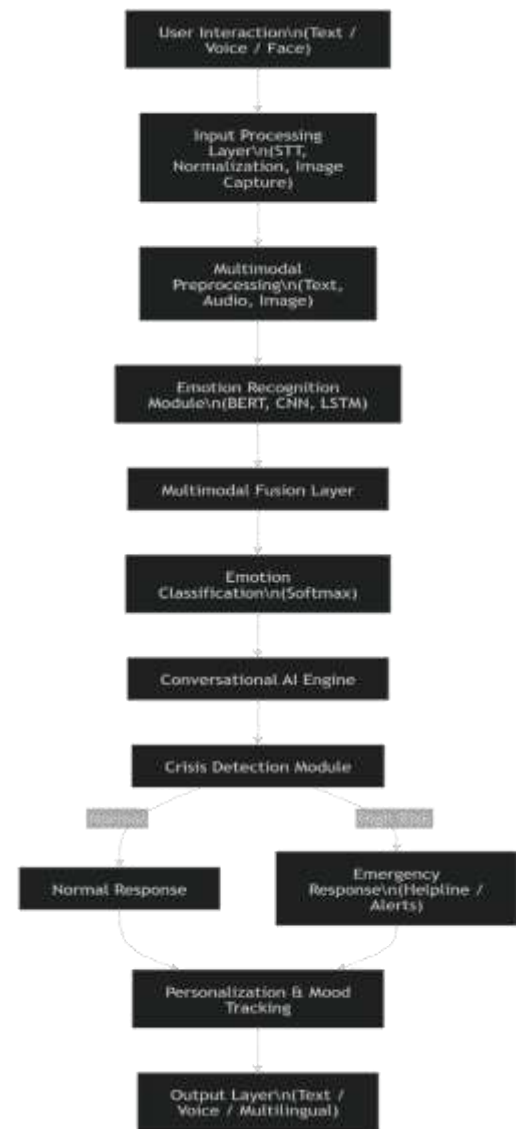 User Interaction\n(Text /
Voice / Face)
Input Processing
Layer\n(STT,
Normalization, Image
Capture)
Multimodal
Preprocessing\n(Text,
Audio, Image)
Emotion Recognition
Module\n(BERT, CNN, LSTM)
Multimodal Fusion Layer
Emotion
Classification\n(Softmax)
Conversational AI Engine
Crisis Detection Module
Normal Response
Emergency
Response\n(Helpline /
Alerts)
Personalization & Mood
Tracking
Output Layer\n(Text /
Voice / Multilingual)